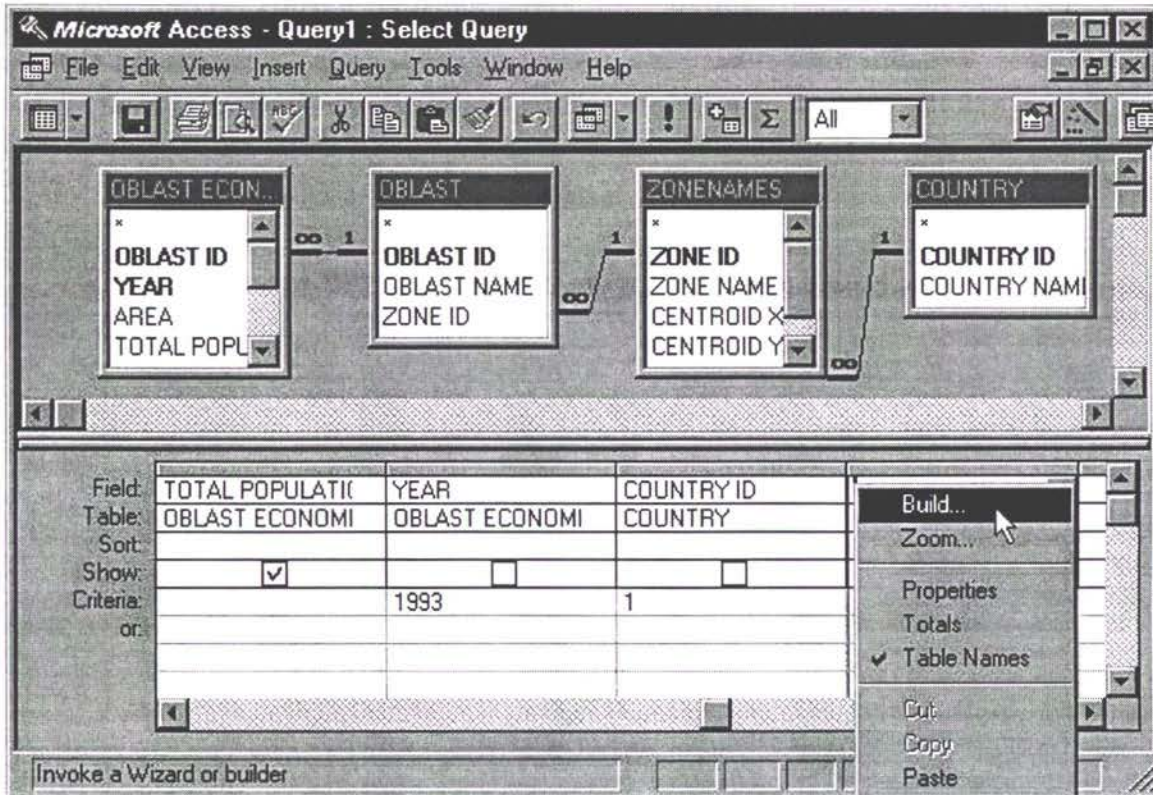 Microsoft Access - Query1 : Select Query
File Edit View Insert Query Tools Window Help
ABC All
OBLAST ECON... OBLAST ZONENAMES COUNTRY
* * * *
OBLAST ID OBLAST ID ZONE ID COUNTRY ID
YEAR OBLAST NAME ZONE NAME COUNTRY NAMI
AREA ZONE ID CENTROID X
TOTAL POPU CENTROID Y
∞ 1 ∞ 1 ∞ 1
Field: TOTAL POPULATI( YEAR COUNTRY ID
Table: OBLAST ECONOMI OBLAST ECONOMI COUNTRY
Sort:
Show:
Criteria: 1993 1
or:
Build...
Zoom...
Properties
Totals
Table Names
Cut
Copy
Paste
Invoke a Wizard or builder